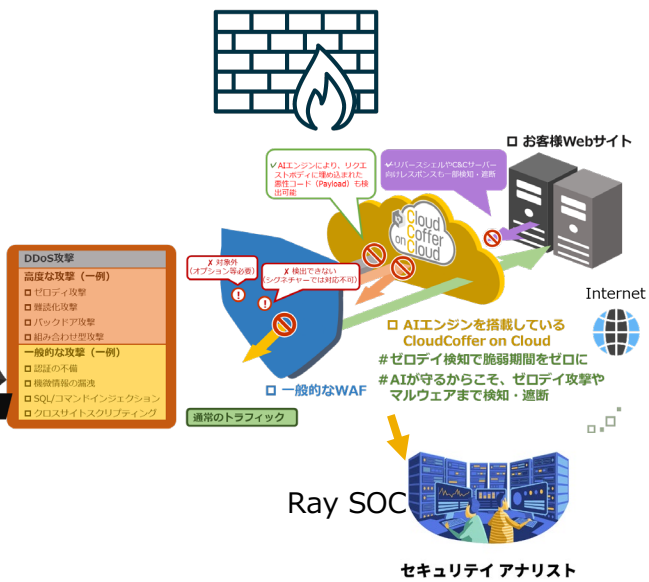 お客様Webサイト
✓AIエンジンにより、リクエ
ストボディに埋め込まれた
悪性コード（Payload）も検
出可能
✓リバースシェルやC&Cサーバー
向けレスポンスも一部検知・遮断
Cloud
Coffer
on
Cloud
✗ 対象外
(オプション等必要)
✗ 検出できない
(シグネチャーでは対応不可)
DDoS攻撃
高度な攻撃（一例）
ゼロデイ攻撃
難読化攻撃
バックドア攻撃
組み合わせ型攻撃
一般的な攻撃（一例）
認証の不備
機微情報の漏洩
SQL/コマンドインジェクション
クロスサイトスクリプティング
通常のトラフィック
一般的なWAF
Internet
AIエンジンを搭載している
CloudCoffer on Cloud
#ゼロデイ検知で脆弱期間をゼロに
#AIが守るからこそ、ゼロデイ攻撃や
マルウェアまで検知・遮断
Ray SOC
セキュリテイ アナリスト